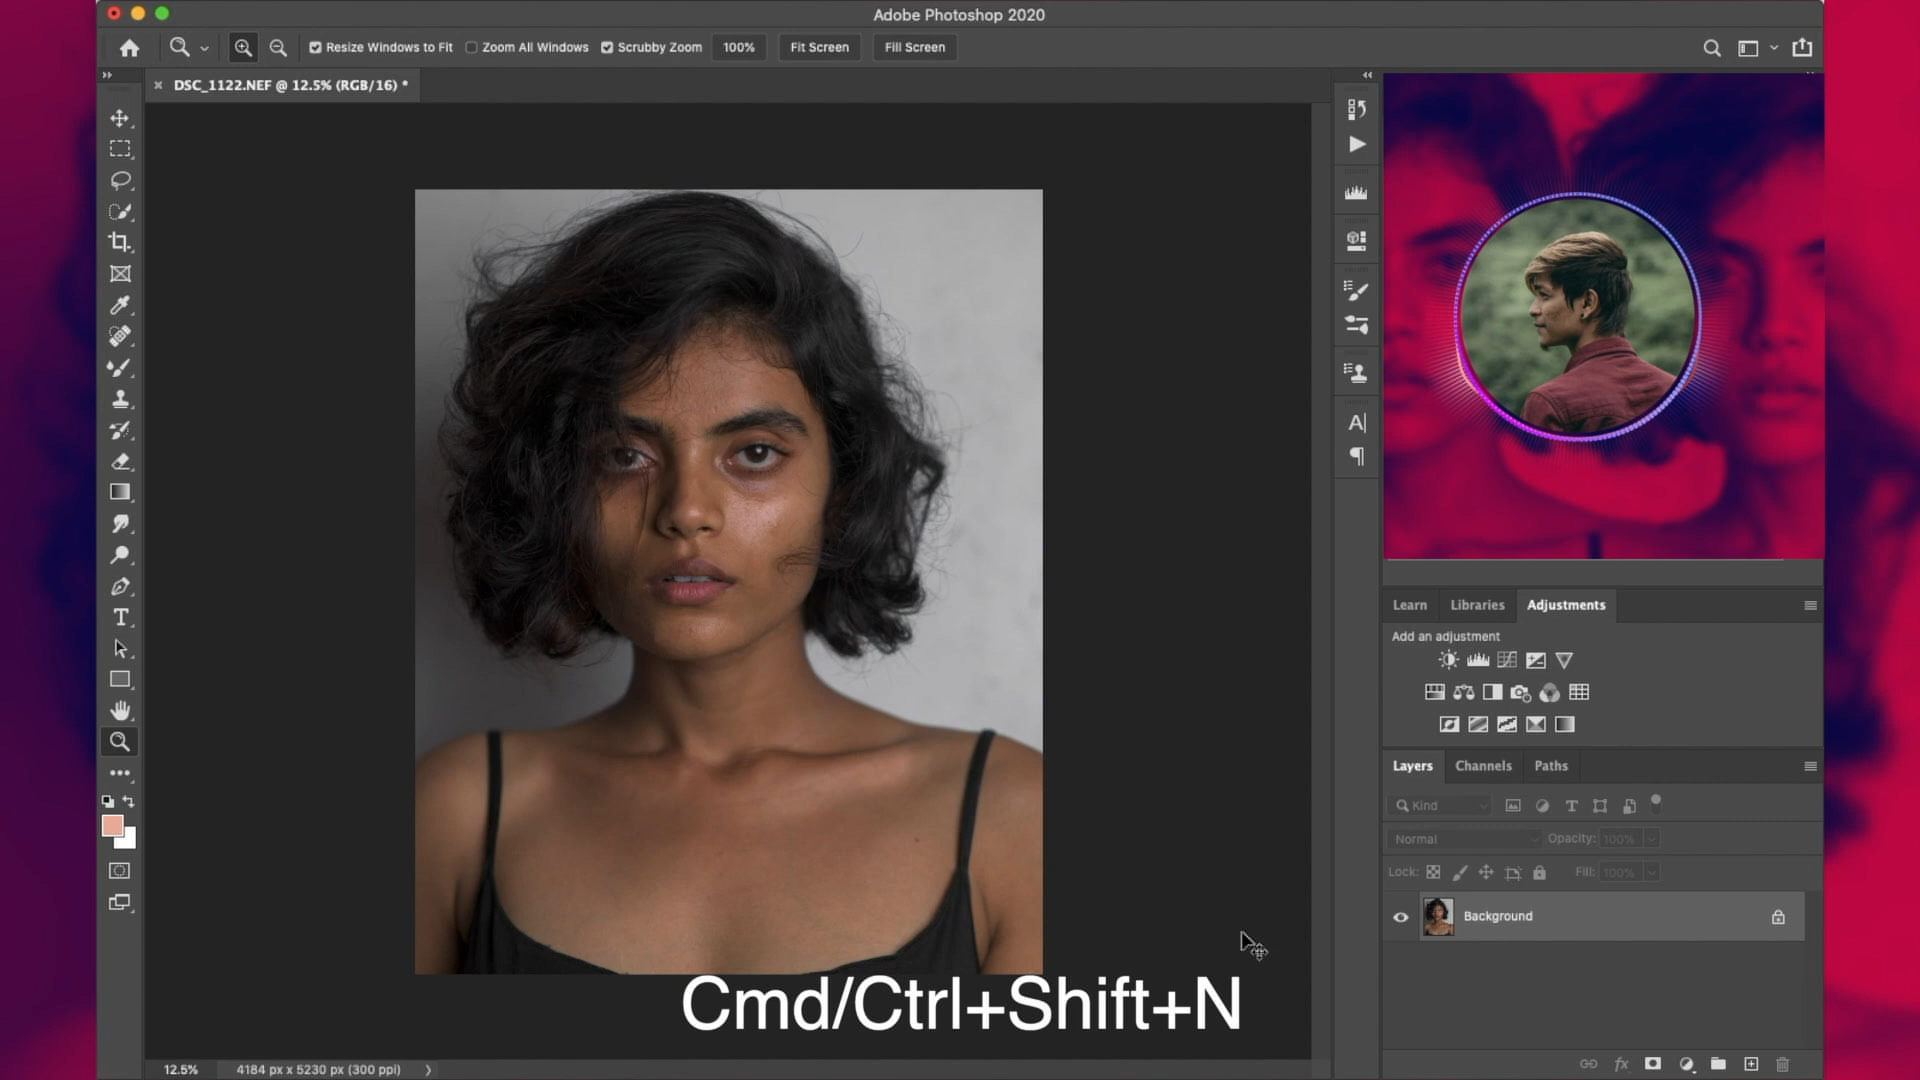 Adobe Photoshop 2020
Resize Windows to Fit
Zoom All Windows
Scrubby Zoom
100%
Fit Screen
Fill Screen
DSC_1122.NEF @ 12.5% (RGB/16) *
Learn
Libraries
Adjustments
Add an adjustment
Layers
Channels
Paths
Kind
Normal
Opacity:
100%
Lock:
Fill:
100%
Background
Cmd/Ctrl+Shift+N
12.5%
4184 px x 5230 px (300 ppi)